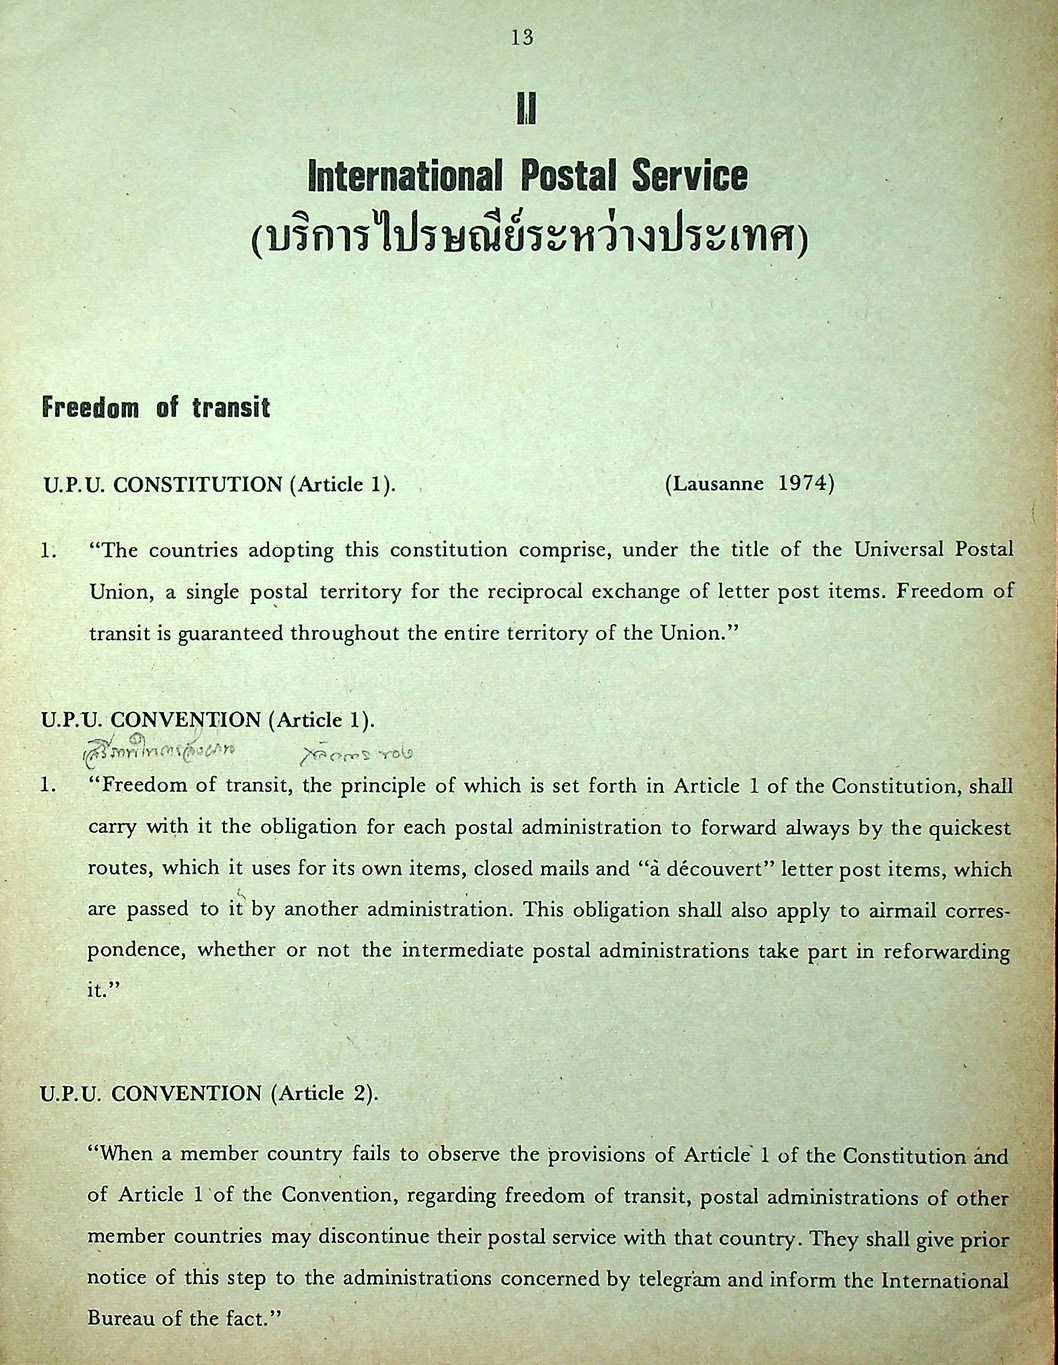 13
II
International Postal Service
(บริการไปรษณีย์ระหว่างประเทศ)
Freedom of transit
U.P.U. CONSTITUTION (Article 1). (Lausanne 1974)
1. “The countries adopting this constitution comprise, under the title of the Universal Postal
Union, a single postal territory for the reciprocal exchange of letter post items. Freedom of
transit is guaranteed throughout the entire territory of the Union.”
U.P.U. CONVENTION (Article 1).
หลักการของ
1. “Freedom of transit, the principle of which is set forth in Article 1 of the Constitution, shall
carry with it the obligation for each postal administration to forward always by the quickest
routes, which it uses for its own items, closed mails and “à découvert” letter post items, which
are passed to it by another administration. This obligation shall also apply to airmail corres-
pondence, whether or not the intermediate postal administrations take part in reforwarding
it.”
U.P.U. CONVENTION (Article 2).
“When a member country fails to observe the provisions of Article 1 of the Constitution and
of Article 1 of the Convention, regarding freedom of transit, postal administrations of other
member countries may discontinue their postal service with that country. They shall give prior
notice of this step to the administrations concerned by telegram and inform the International
Bureau of the fact.”